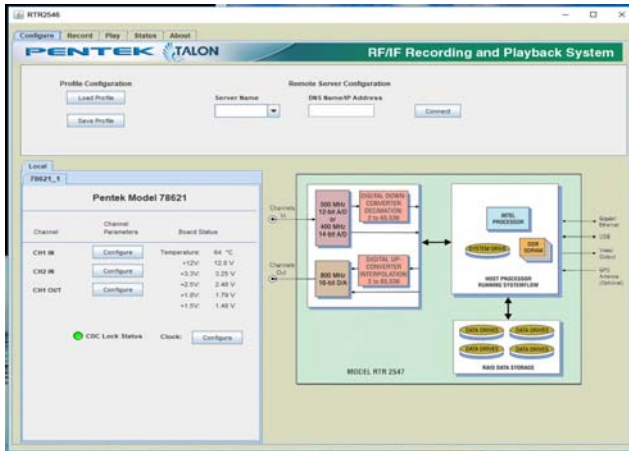 RTR2546
Configure Record Play Status About
PENTEK TALON RF/IF Recording and Playback System
Profile Configuration
Load Profile
Save Profile
Remote Server Configuration
Server Name DNS Name/IP Address
Connect
Local
78621_1
Pentek Model 78621
Channel Channel Parameters Board Status
CH1 IN Configure
CH2 IN Configure
CH1 OUT Configure
Temperature: 64 °C
+12V: 12.0 V
+3.3V: 3.25 V
+2.5V: 2.48 V
+1.8V: 1.79 V
+1.5V: 1.48 V
CDC Lock Status Clock: Configure
Channels
In
500 MHz
12-bit A/D
or
400 MHz
14-bit A/D
DIGITAL DOWN-
CONVERTER
DECIMATION:
2 to 65,536
Channels
Out
800 MHz
16-bit D/A
DIGITAL UP-
CONVERTER
INTERPOLATION
2 to 65,536
INTEL
PROCESSOR
SYSTEM DRIVE
DDR
SDRAM
HOST PROCESSOR
RUNNING SYSTEMFLOW
Gigabit
Ethernet
USB
Video
Output
GPS
Antenna
(Optional)
DATA DRIVES DATA DRIVES
DATA DRIVES DATA DRIVES
RAID DATA STORAGE
MODEL RTR 2547